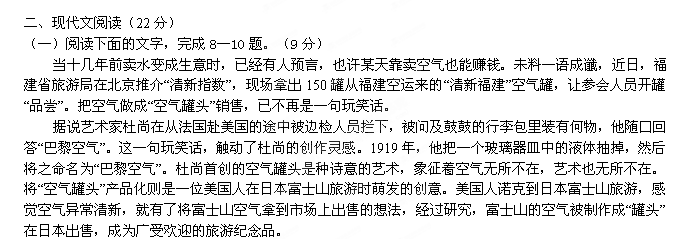 二、现代文阅读(22分)
(一)阅读下面的文字，完成8—10题。(9分)
当十几年前卖水变成生意时，已经有人预言，也许某天靠卖空气也能赚钱。未料一语成谶，近日，福
建省旅游局在北京推介“清新指数”，现场拿出150罐从福建空运来的“清新福建”空气罐，让参会人员开罐
“品尝”。把空气做成“空气罐头”销售，已不再是一句玩笑话。
据说艺术家杜尚在从法国赴美国的途中被边检人员拦下，被问及鼓鼓的行李包里装有何物，他随口回
答“巴黎空气”。这一句玩笑话，触动了杜尚的创作灵感。1919年，他把一个玻璃器皿中的液体抽掉，然后
将之命名为“巴黎空气”。杜尚首创的空气罐头是种诗意的艺术，象征着空气无所不在，艺术也无所不在。
将“空气罐头”产品化则是一位美国人在日本富士山旅游时萌发的创意。美国人诺克到日本富士山旅游，感
觉空气异常清新，就有了将富士山空气拿到市场上出售的想法，经过研究，富士山的空气被制作成“罐头”
在日本出售，成为广受欢迎的旅游纪念品。